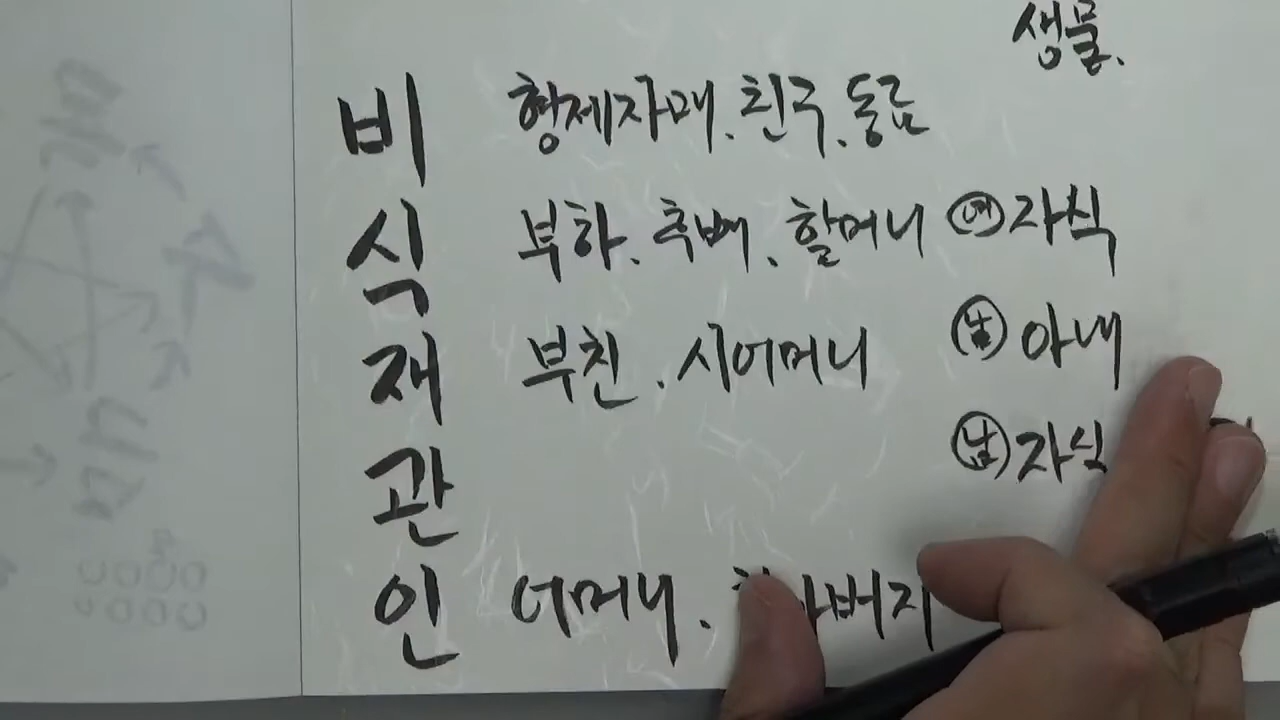 생물.
비 형제자매. 친구. 동료
식 부하. 후배. 할머니 여 자식
재 부친. 시어머니 남 아내
관 남 자식
인 어머니.